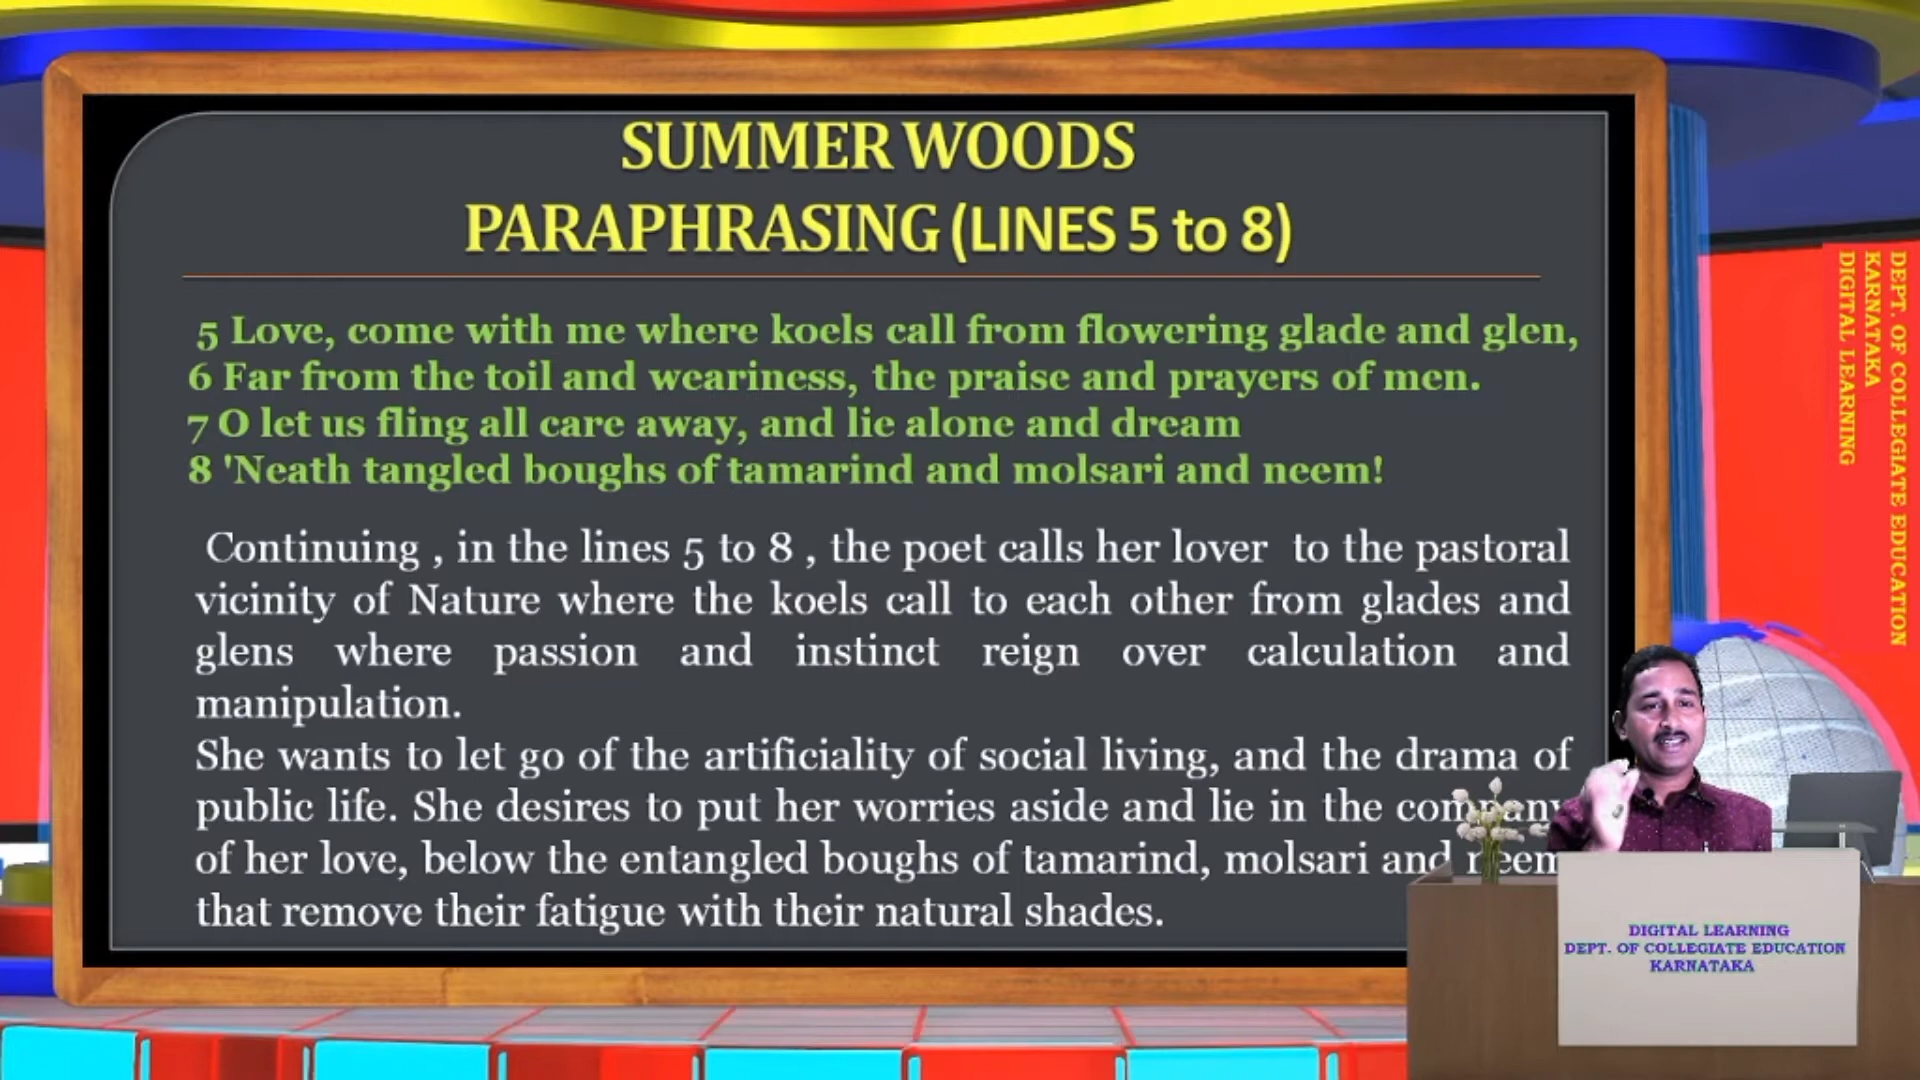 SUMMER WOODS
PARAPHRASING (LINES 5 to 8)
5 Love, come with me where koels call from flowering glade and glen,
6 Far from the toil and weariness, the praise and prayers of men.
7 O let us fling all care away, and lie alone and dream
8 'Neath tangled boughs of tamarind and molsari and neem!
Continuing , in the lines 5 to 8 , the poet calls her lover to the pastoral
vicinity of Nature where the koels call to each other from glades and
glens where passion and instinct reign over calculation and
manipulation.
She wants to let go of the artificiality of social living, and the drama of
public life. She desires to put her worries aside and lie in the company
of her love, below the entangled boughs of tamarind, molsari and neem
that remove their fatigue with their natural shades.
DEPT. OF COLLEGIATE EDUCATION
KARNATAKA
DIGITAL LEARNING
DIGITAL LEARNING
DEPT. OF COLLEGIATE EDUCATION
KARNATAKA